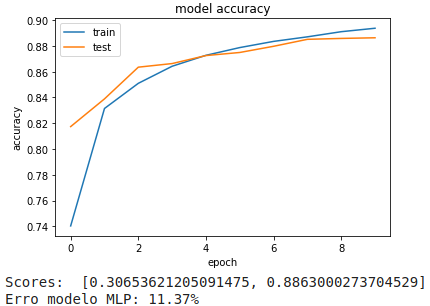 model accuracy
0.90
0.88
0.86
0.84
0.82
0.80
0.78
0.76
0.74
accuracy
train
test
0
2
4
6
8
epoch
Scores:  [0.30653621205091475, 0.8863000273704529]
Erro modelo MLP: 11.37%